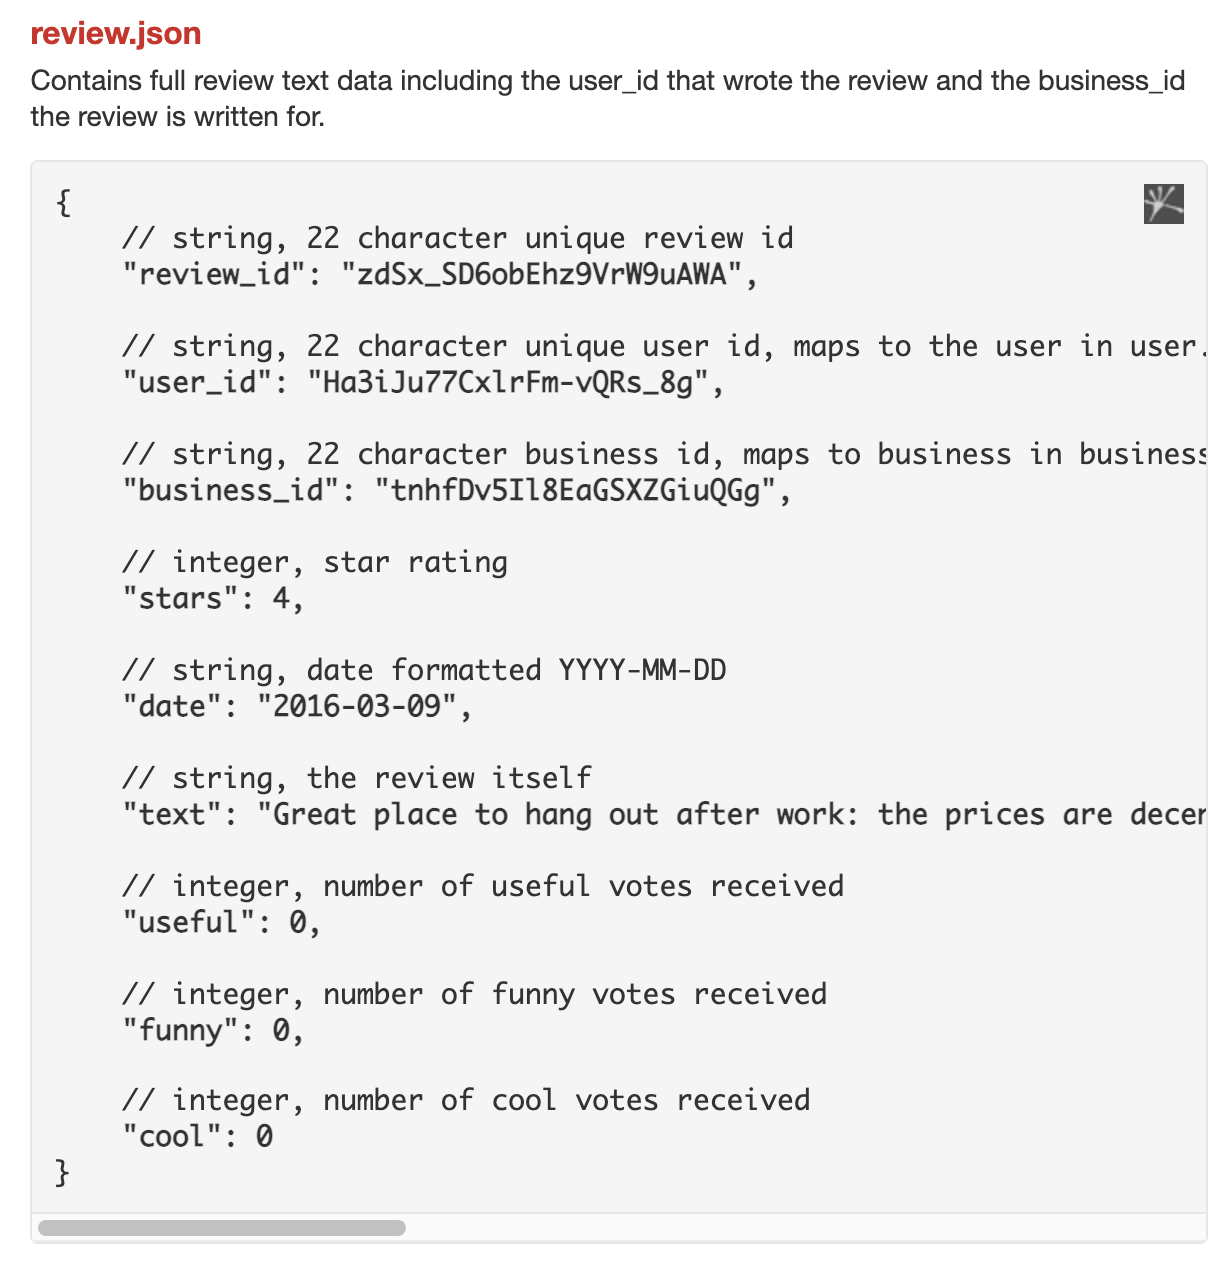 review.json
Contains full review text data including the user_id that wrote the review and the business_id
the review is written for.
{
// string, 22 character unique review id
"review_id": "zdSx_SD6obEhz9VrW9uAWA",
// string, 22 character unique user id, maps to the user in user.
"user_id": "Ha3iJu77CxlrFm-vQRs_8g",
// string, 22 character business id, maps to business in business
"business_id": "tnhfDv5Il8EaGSXZGiuQGg",
// integer, star rating
"stars": 4,
// string, date formatted YYYY-MM-DD
"date": "2016-03-09",
// string, the review itself
"text": "Great place to hang out after work: the prices are
// integer, number of useful votes received
"useful": 0,
// integer, number of funny votes received
"funny": 0,
// integer, number of cool votes received
"cool": 0
}